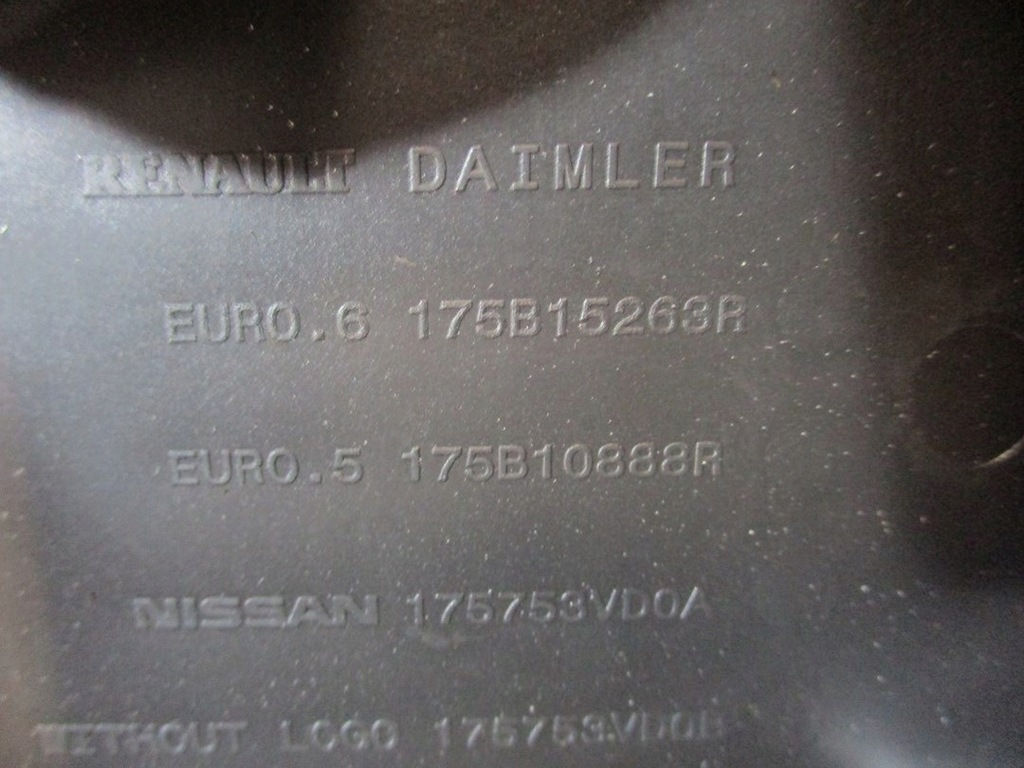 RENAULT DAIMLER
EURO.6 175B15263R
EURO.5 175B10888R
NISSAN 175753VD0A
WITHOUT LOGO 175753VD0B